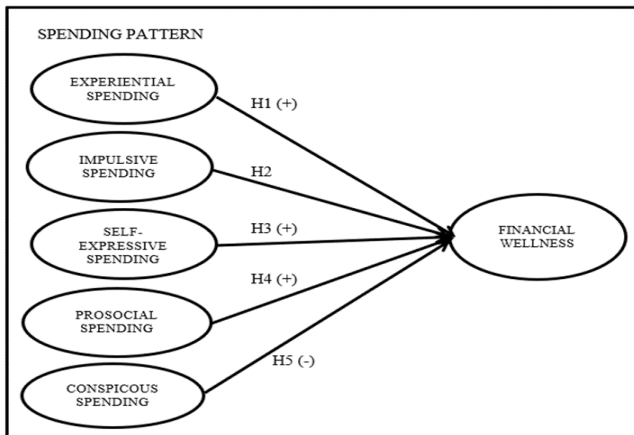 SPENDING PATTERN
EXPERIENTIAL
SPENDING
H1 (+)
IMPULSIVE
SPENDING
H2
SELF-
EXPRESSIVE
SPENDING
H3 (+)
FINANCIAL
WELLNESS
H4 (+)
PROSOCIAL
SPENDING
H5 (-)
CONSPICOUS
SPENDING